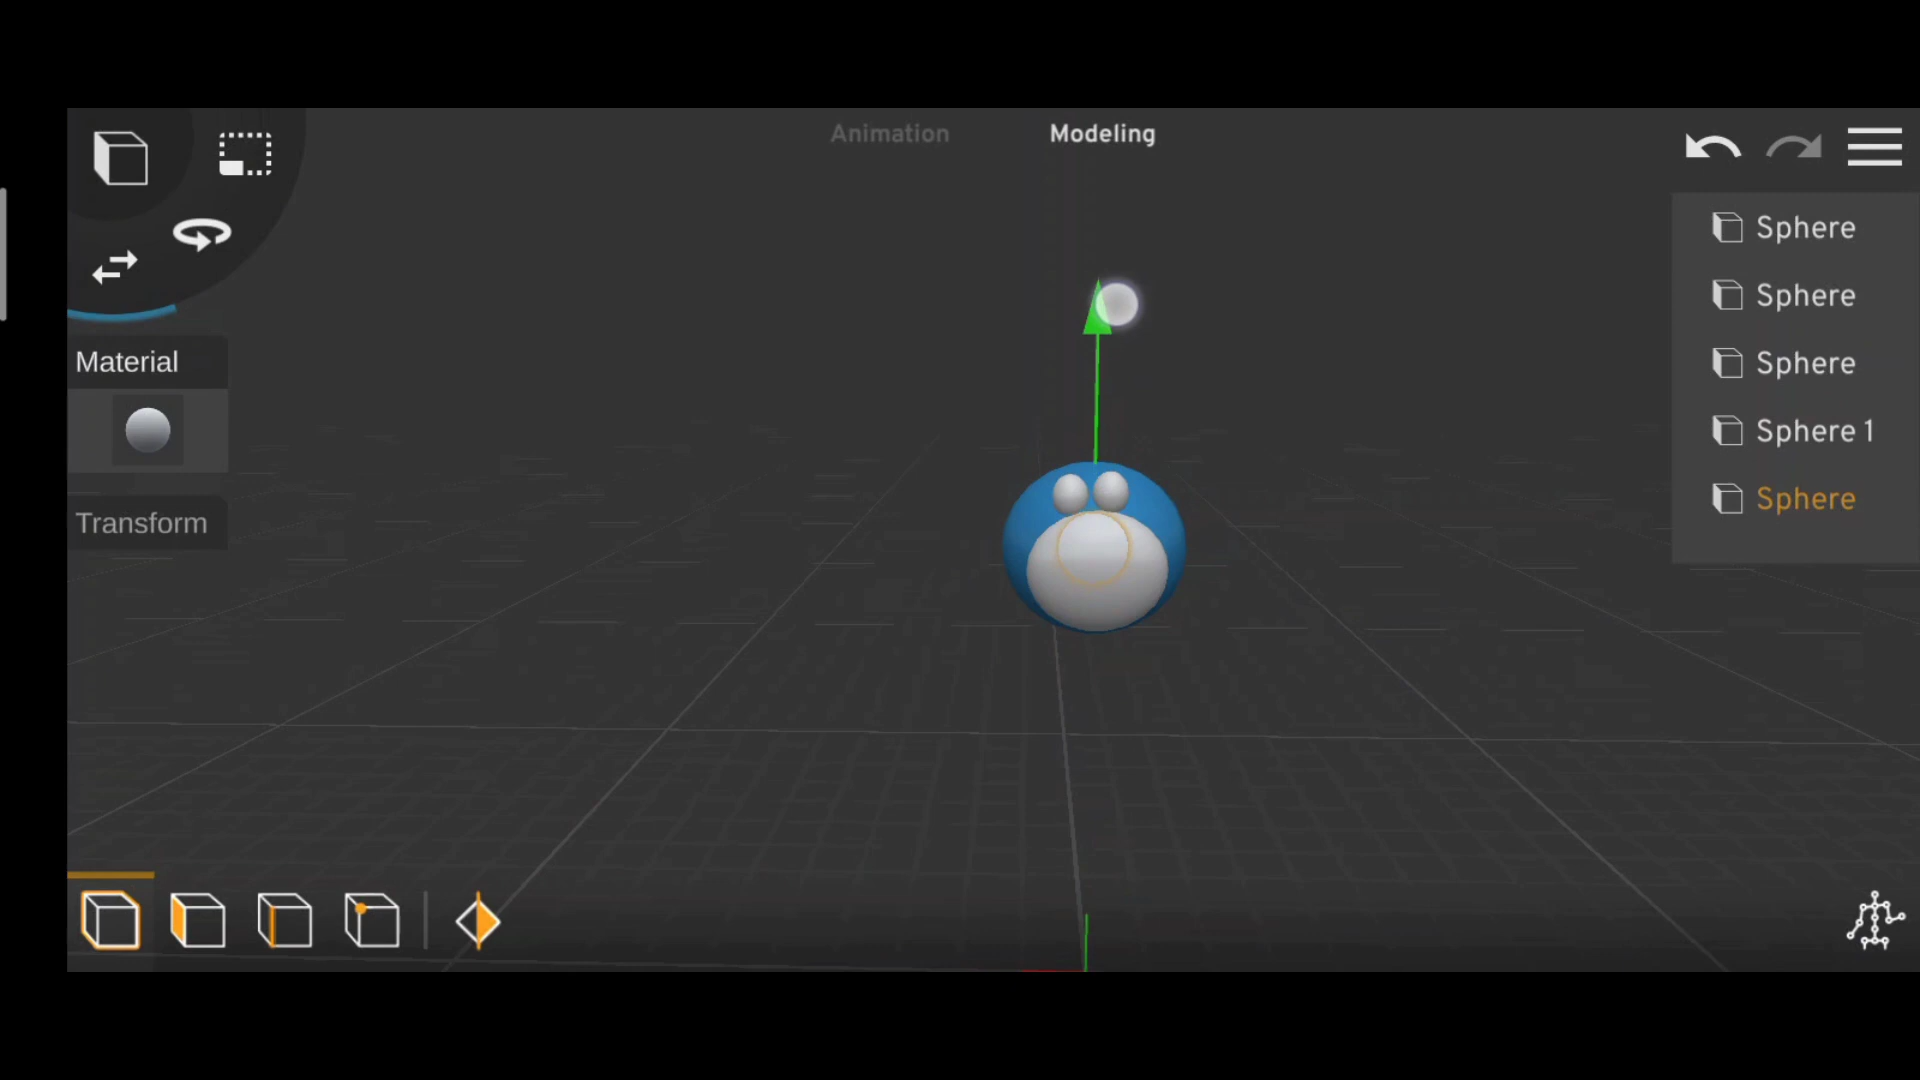 Animation
Modeling
Material
Transform
Sphere
Sphere
Sphere
Sphere 1
Sphere